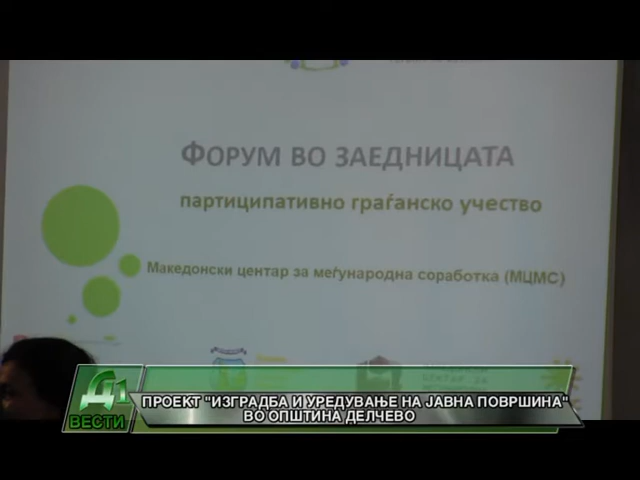 ФОРУМ ВО ЗАЕДНИЦАТА
партиципативно граѓанско учество
Македонски центар за меѓународна соработка (МЦМС)
Д1
ВЕСТИ
ПРОЕКТ "ИЗГРАДБА И УРЕДУВАЊЕ НА ЈАВНА ПОВРШИНА"
ВО ОПШТИНА ДЕЛЧЕВО